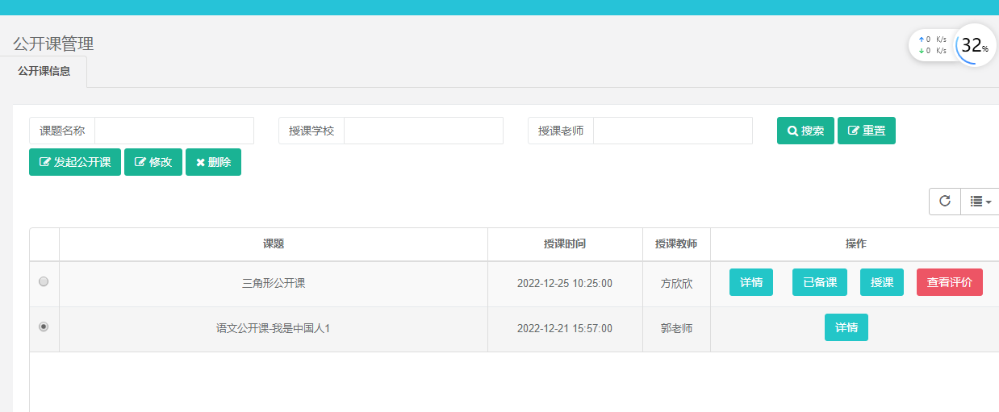 公开课管理
↑ 0 K/s
↓ 0 K/s
32%
公开课信息
课题名称 授课学校 授课老师 搜索 重置
发起公开课 修改 删除
课题 授课时间 授课教师 操作
三角形公开课 2022-12-25 10:25:00 方欣欣 详情 已备课 授课 查看评价
语文公开课-我是中国人1 2022-12-21 15:57:00 郭老师 详情